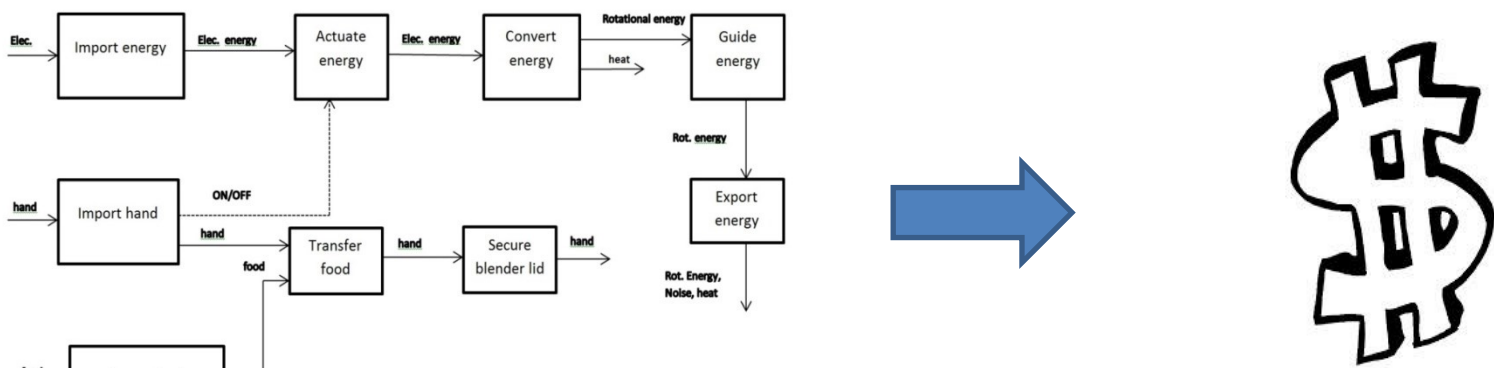 Elec.
Import energy
Elec. energy
Actuate
energy
Elec. energy
Convert
energy
Rotational energy
heat
Guide
energy
Rot. energy
hand
Import hand
ON/OFF
hand
food
Transfer
food
hand
Secure
blender lid
hand
Export
energy
Rot. Energy,
Noise, heat